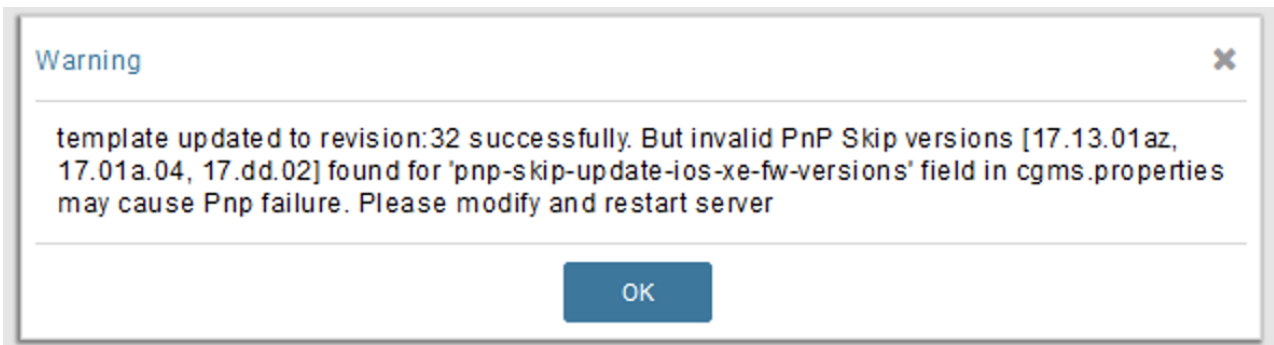 Warning
template updated to revision:32 successfully. But invalid PnP Skip versions [17.13.01az,
17.01a.04, 17.dd.02] found for 'pnp-skip-update-ios-xe-fw-versions' field in cgms.properties
may cause Pnp failure. Please modify and restart server
OK